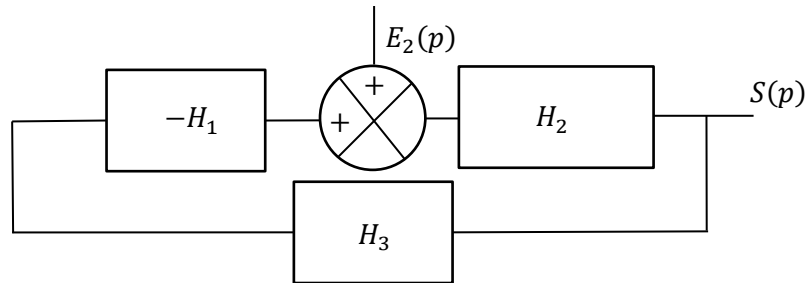 E₂(p)
+
+
−H₁
H₂
S(p)
H₃